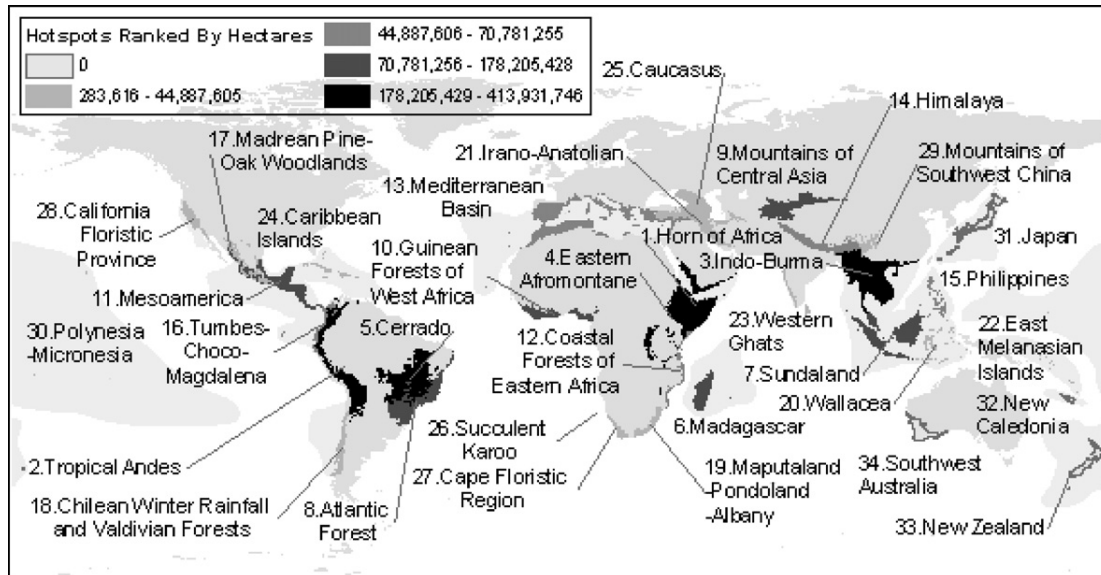 Hotspots Ranked By Hectares
0
283,616 - 44,887,605
44,887,606 - 70,781,255
70,781,256 - 178,205,428
178,205,429 - 413,931,746
25.Caucasus
14.Himalaya
17.Madrean Pine-
Oak Woodlands
21.Irano-Anatolian
9.Mountains of
Central Asia
29.Mountains of
Southwest China
13.Mediterranean
Basin
28.California
Floristic
Province
24.Caribbean
Islands
10.Guinean
Forests of
West Africa
1.Horn of Africa
4.Eastern
Afromontane
3.Indo-Burma
31.Japan
11.Mesoamerica
15.Philippines
30.Polynesia
-Micronesia
16.Tumbes-
Choco-
Magdalena
5.Cerrado
12.Coastal
Forests of
Eastern Africa
23.Western
Ghats
22.East
Melanasian
Islands
7.Sundaland
20.Wallacea
6.Madagascar
32.New
Caledonia
26.Succulent
Karoo
27.Cape Floristic
Region
2.Tropical Andes
19.Maputaland
-Pondoland
-Albany
34.Southwest
Australia
18.Chilean Winter Rainfall
and Valdivian Forests
8.Atlantic
Forest
33.New Zealand